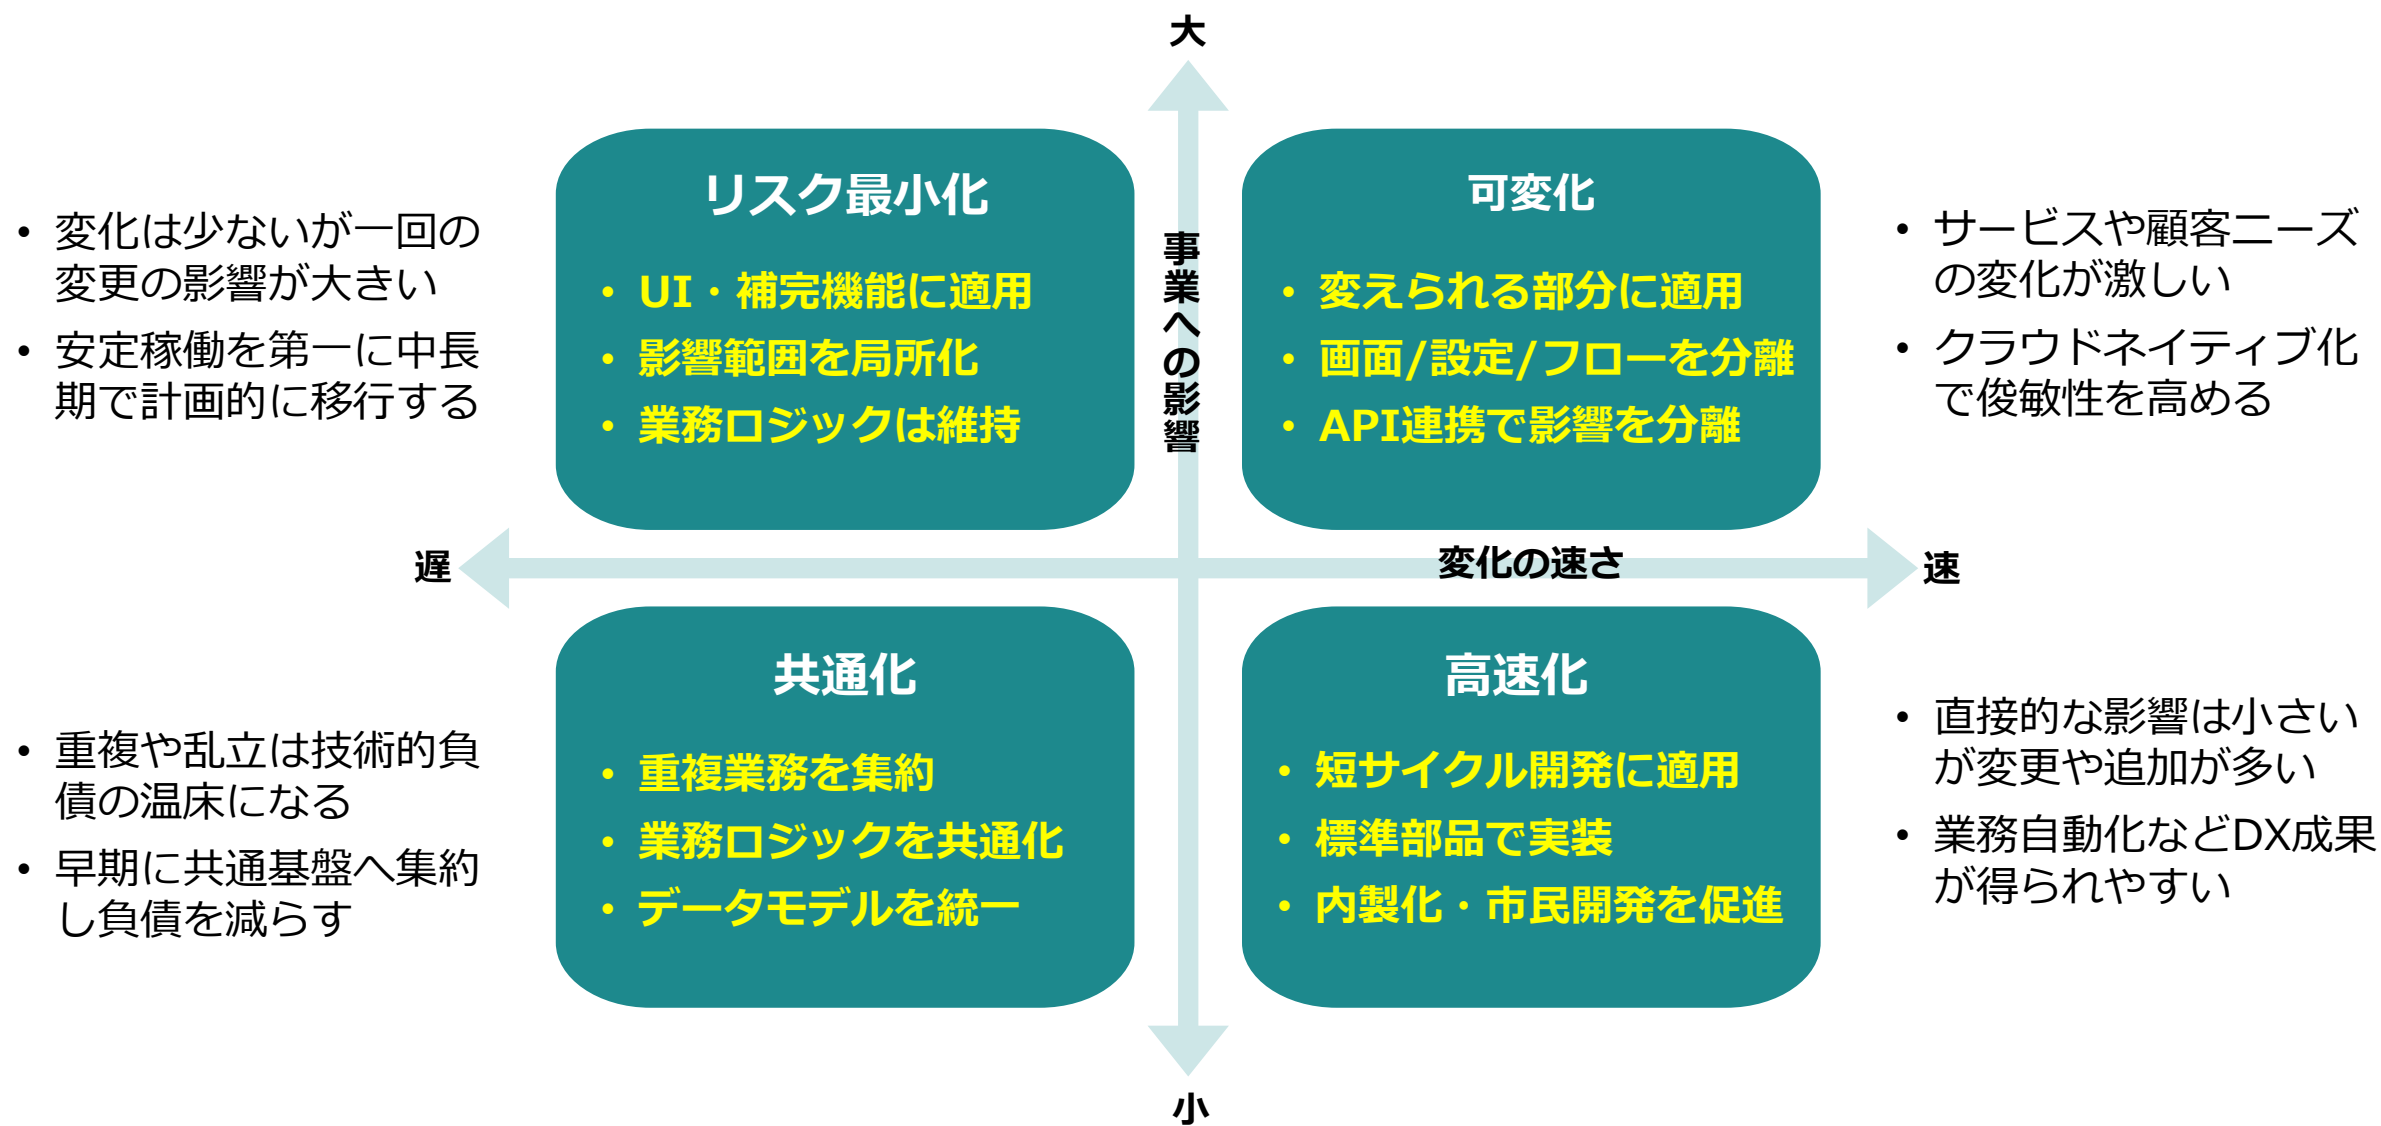 大
リスク最小化
• UI・補完機能に適用
• 影響範囲を局所化
• 業務ロジックは維持
事業への影響
可変化
• 変えられる部分に適用
• 画面/設定/フローを分離
• API連携で影響を分離
• 変化は少ないが一回の
変更の影響が大きい
• 安定稼働を第一に中長
期で計画的に移行する
• サービスや顧客ニーズ
の変化が激しい
• クラウドネイティブ化
で俊敏性を高める
遅
変化の速さ
速
共通化
• 重複業務を集約
• 業務ロジックを共通化
• データモデルを統一
高速化
• 短サイクル開発に適用
• 標準部品で実装
• 内製化・市民開発を促進
• 重複や乱立は技術的負
債の温床になる
• 早期に共通基盤へ集約
し負債を減らす
• 直接的な影響は小さい
が変更や追加が多い
• 業務自動化などDX成果
が得られやすい
小